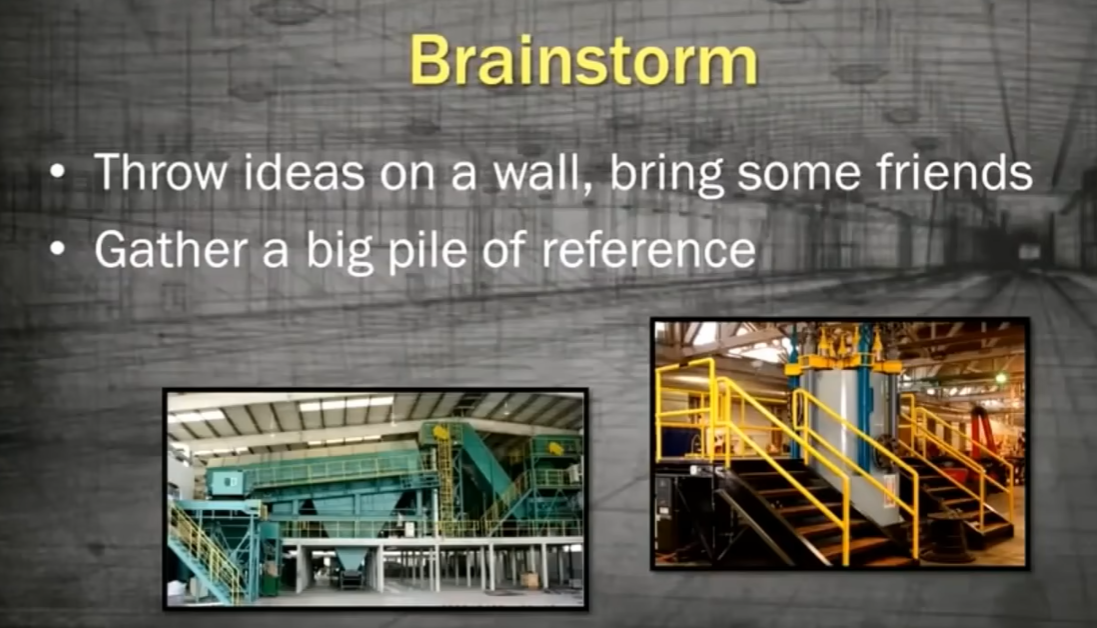 Brainstorm
• Throw ideas on a wall, bring some friends
• Gather a big pile of reference